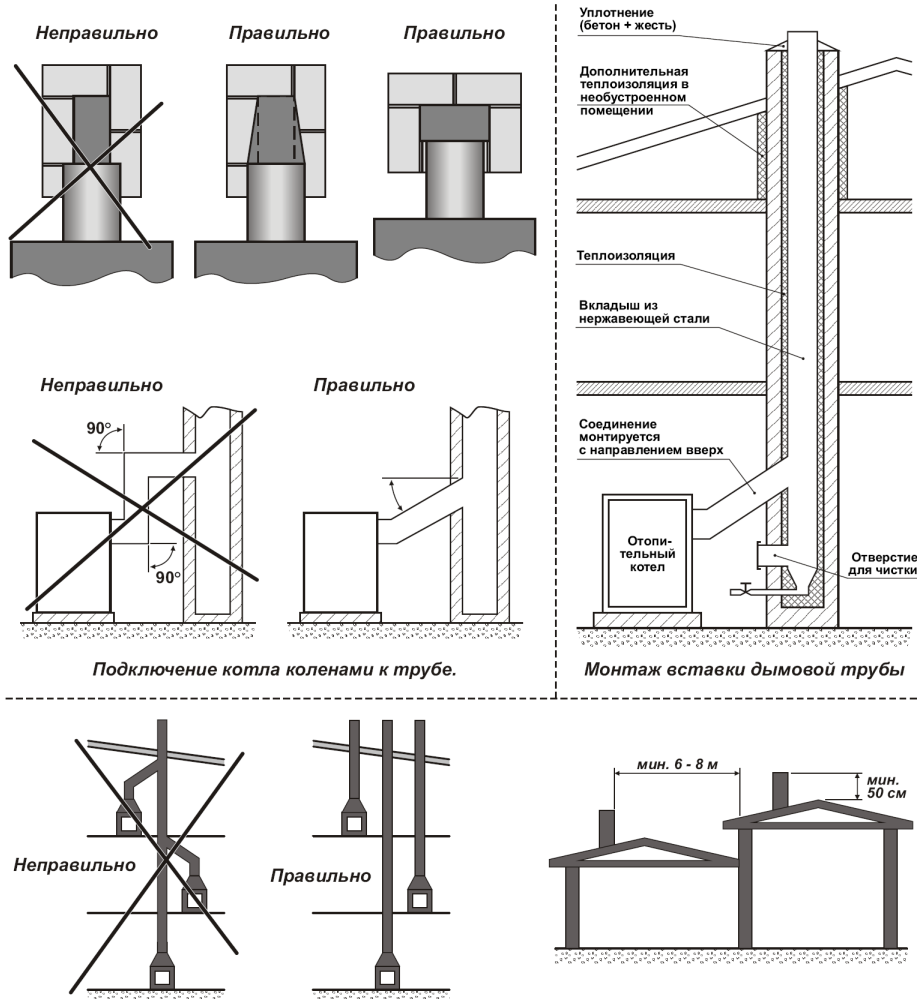 Неправильно
Правильно
Правильно
Неправильно
Правильно
90°
90°
Подключение котла коленами к трубе.
Уплотнение
(бетон + жесть)
Дополнительная
теплоизоляция в
необустроенном
помещении
Теплоизоляция
Вкладыш из
нержавеющей стали
Соединение
монтируется
с направлением вверх
Отопи-
тельный
котел
Отверстие
для чистки
Монтаж вставки дымовой трубы
Неправильно
Правильно
мин. 6 - 8 м
мин.
50 см